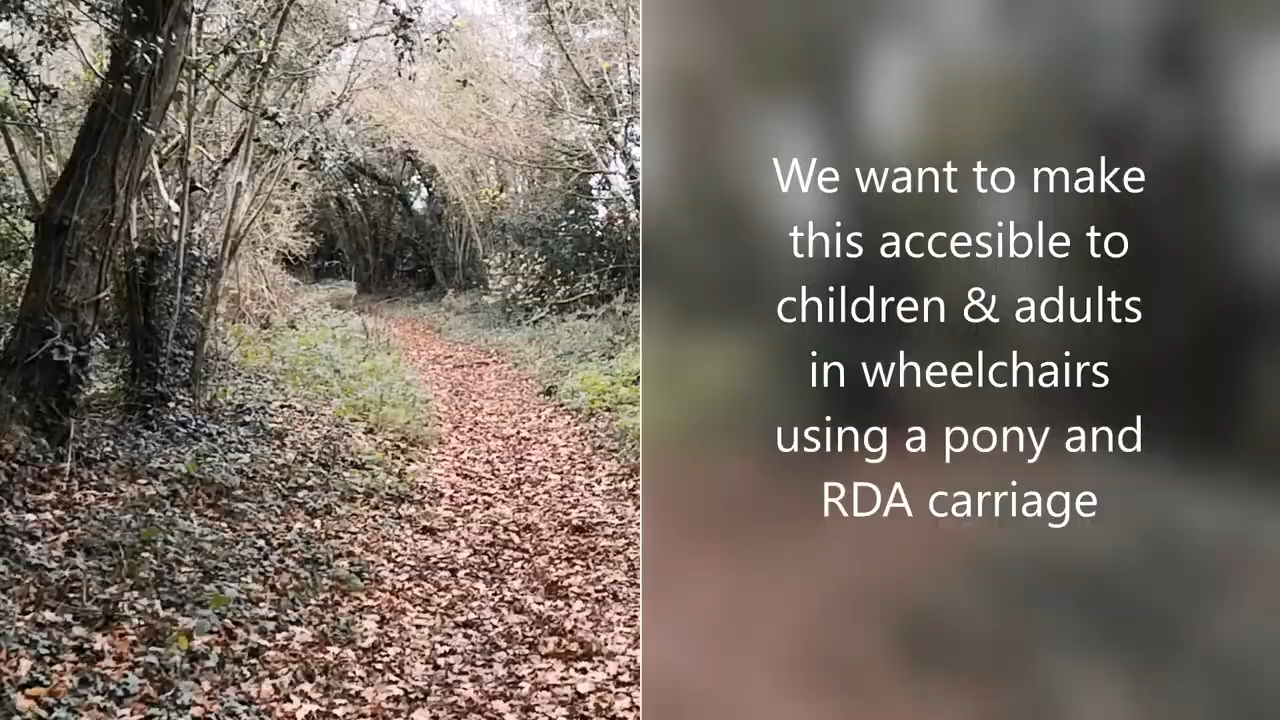 We want to make
this accesible to
children & adults
in wheelchairs
using a pony and
RDA carriage